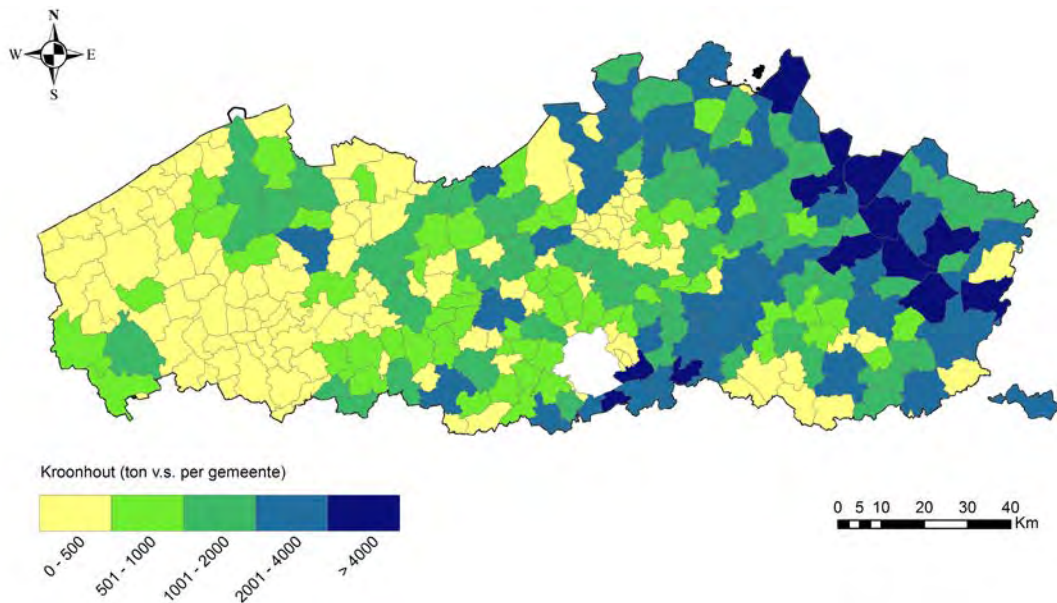 N
W E
S
Kroonhout (ton v.s. per gemeente)
0 - 500
501 - 1000
1001 - 2000
2001 - 4000
> 4000
0 5 10 20 30 40
Km